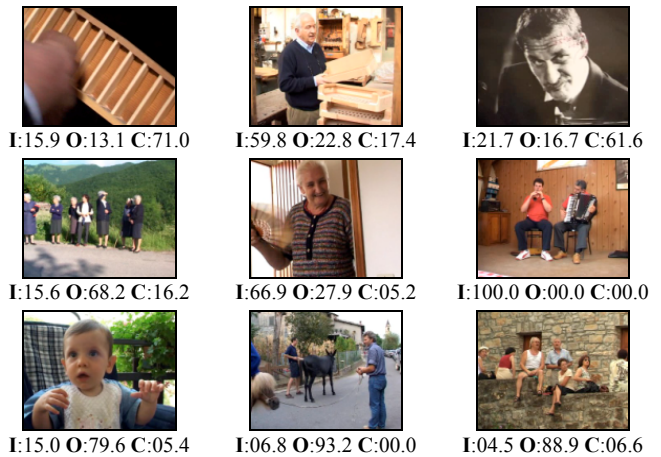 I:15.9 O:13.1 C:71.0
I:59.8 O:22.8 C:17.4
I:21.7 O:16.7 C:61.6
I:15.6 O:68.2 C:16.2
I:66.9 O:27.9 C:05.2
I:100.0 O:00.0 C:00.0
I:15.0 O:79.6 C:05.4
I:06.8 O:93.2 C:00.0
I:04.5 O:88.9 C:06.6